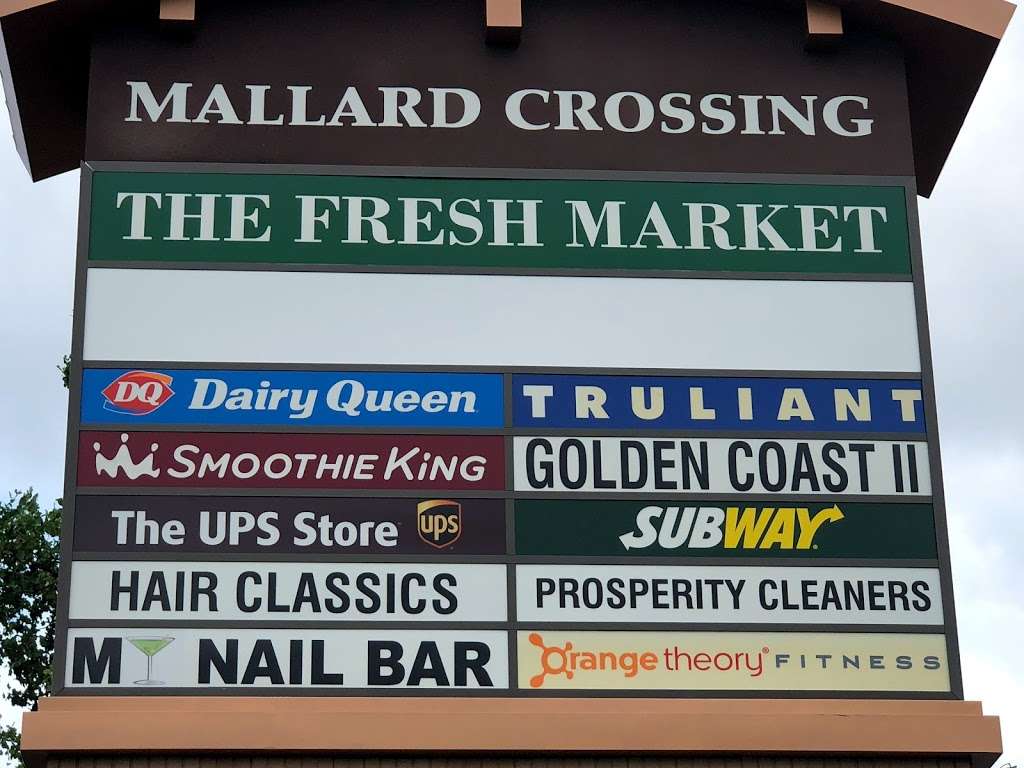 MALLARD CROSSING
THE FRESH MARKET
DQ Dairy Queen
TRULIANT
SMOOTHIE KING
GOLDEN COAST II
The UPS Store ups
SUBWAY
HAIR CLASSICS
PROSPERITY CLEANERS
M NAIL BAR
Orangetheory® FITNESS